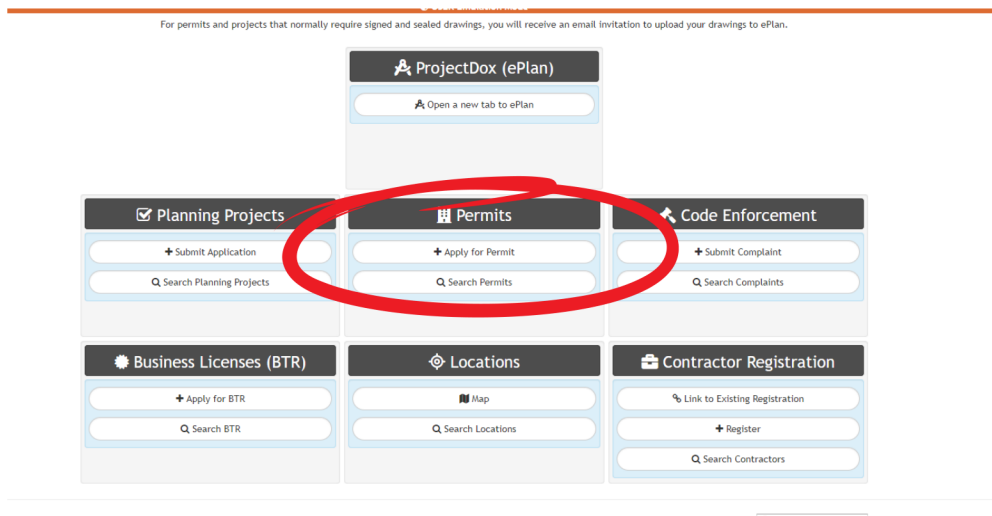 For permits and projects that normally require signed and sealed drawings, you will receive an email invitation to upload your drawings to ePlan.
ProjectDox (ePlan)
Open a new tab to ePlan
Planning Projects
Submit Application
Search Planning Projects
Permits
Apply for Permit
Search Permits
Code Enforcement
Submit Complaint
Search Complaints
Business Licenses (BTR)
Apply for BTR
Search BTR
Locations
Map
Search Locations
Contractor Registration
Link to Existing Registration
Register
Search Contractors